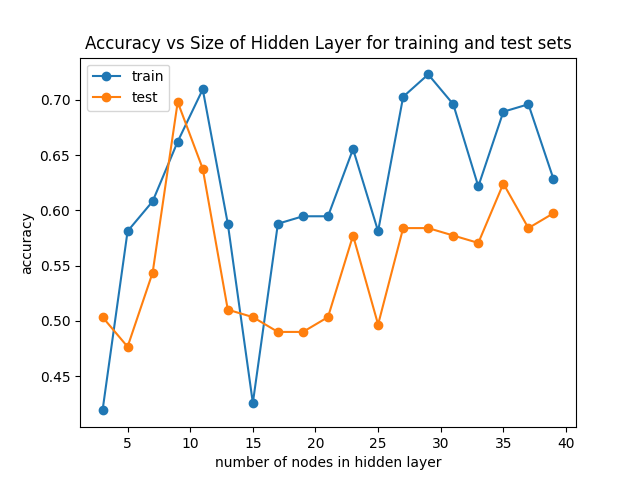 Accuracy vs Size of Hidden Layer for training and test sets
train
test
0.70
0.65
0.60
0.55
0.50
0.45
accuracy
5 10 15 20 25 30 35 40
number of nodes in hidden layer